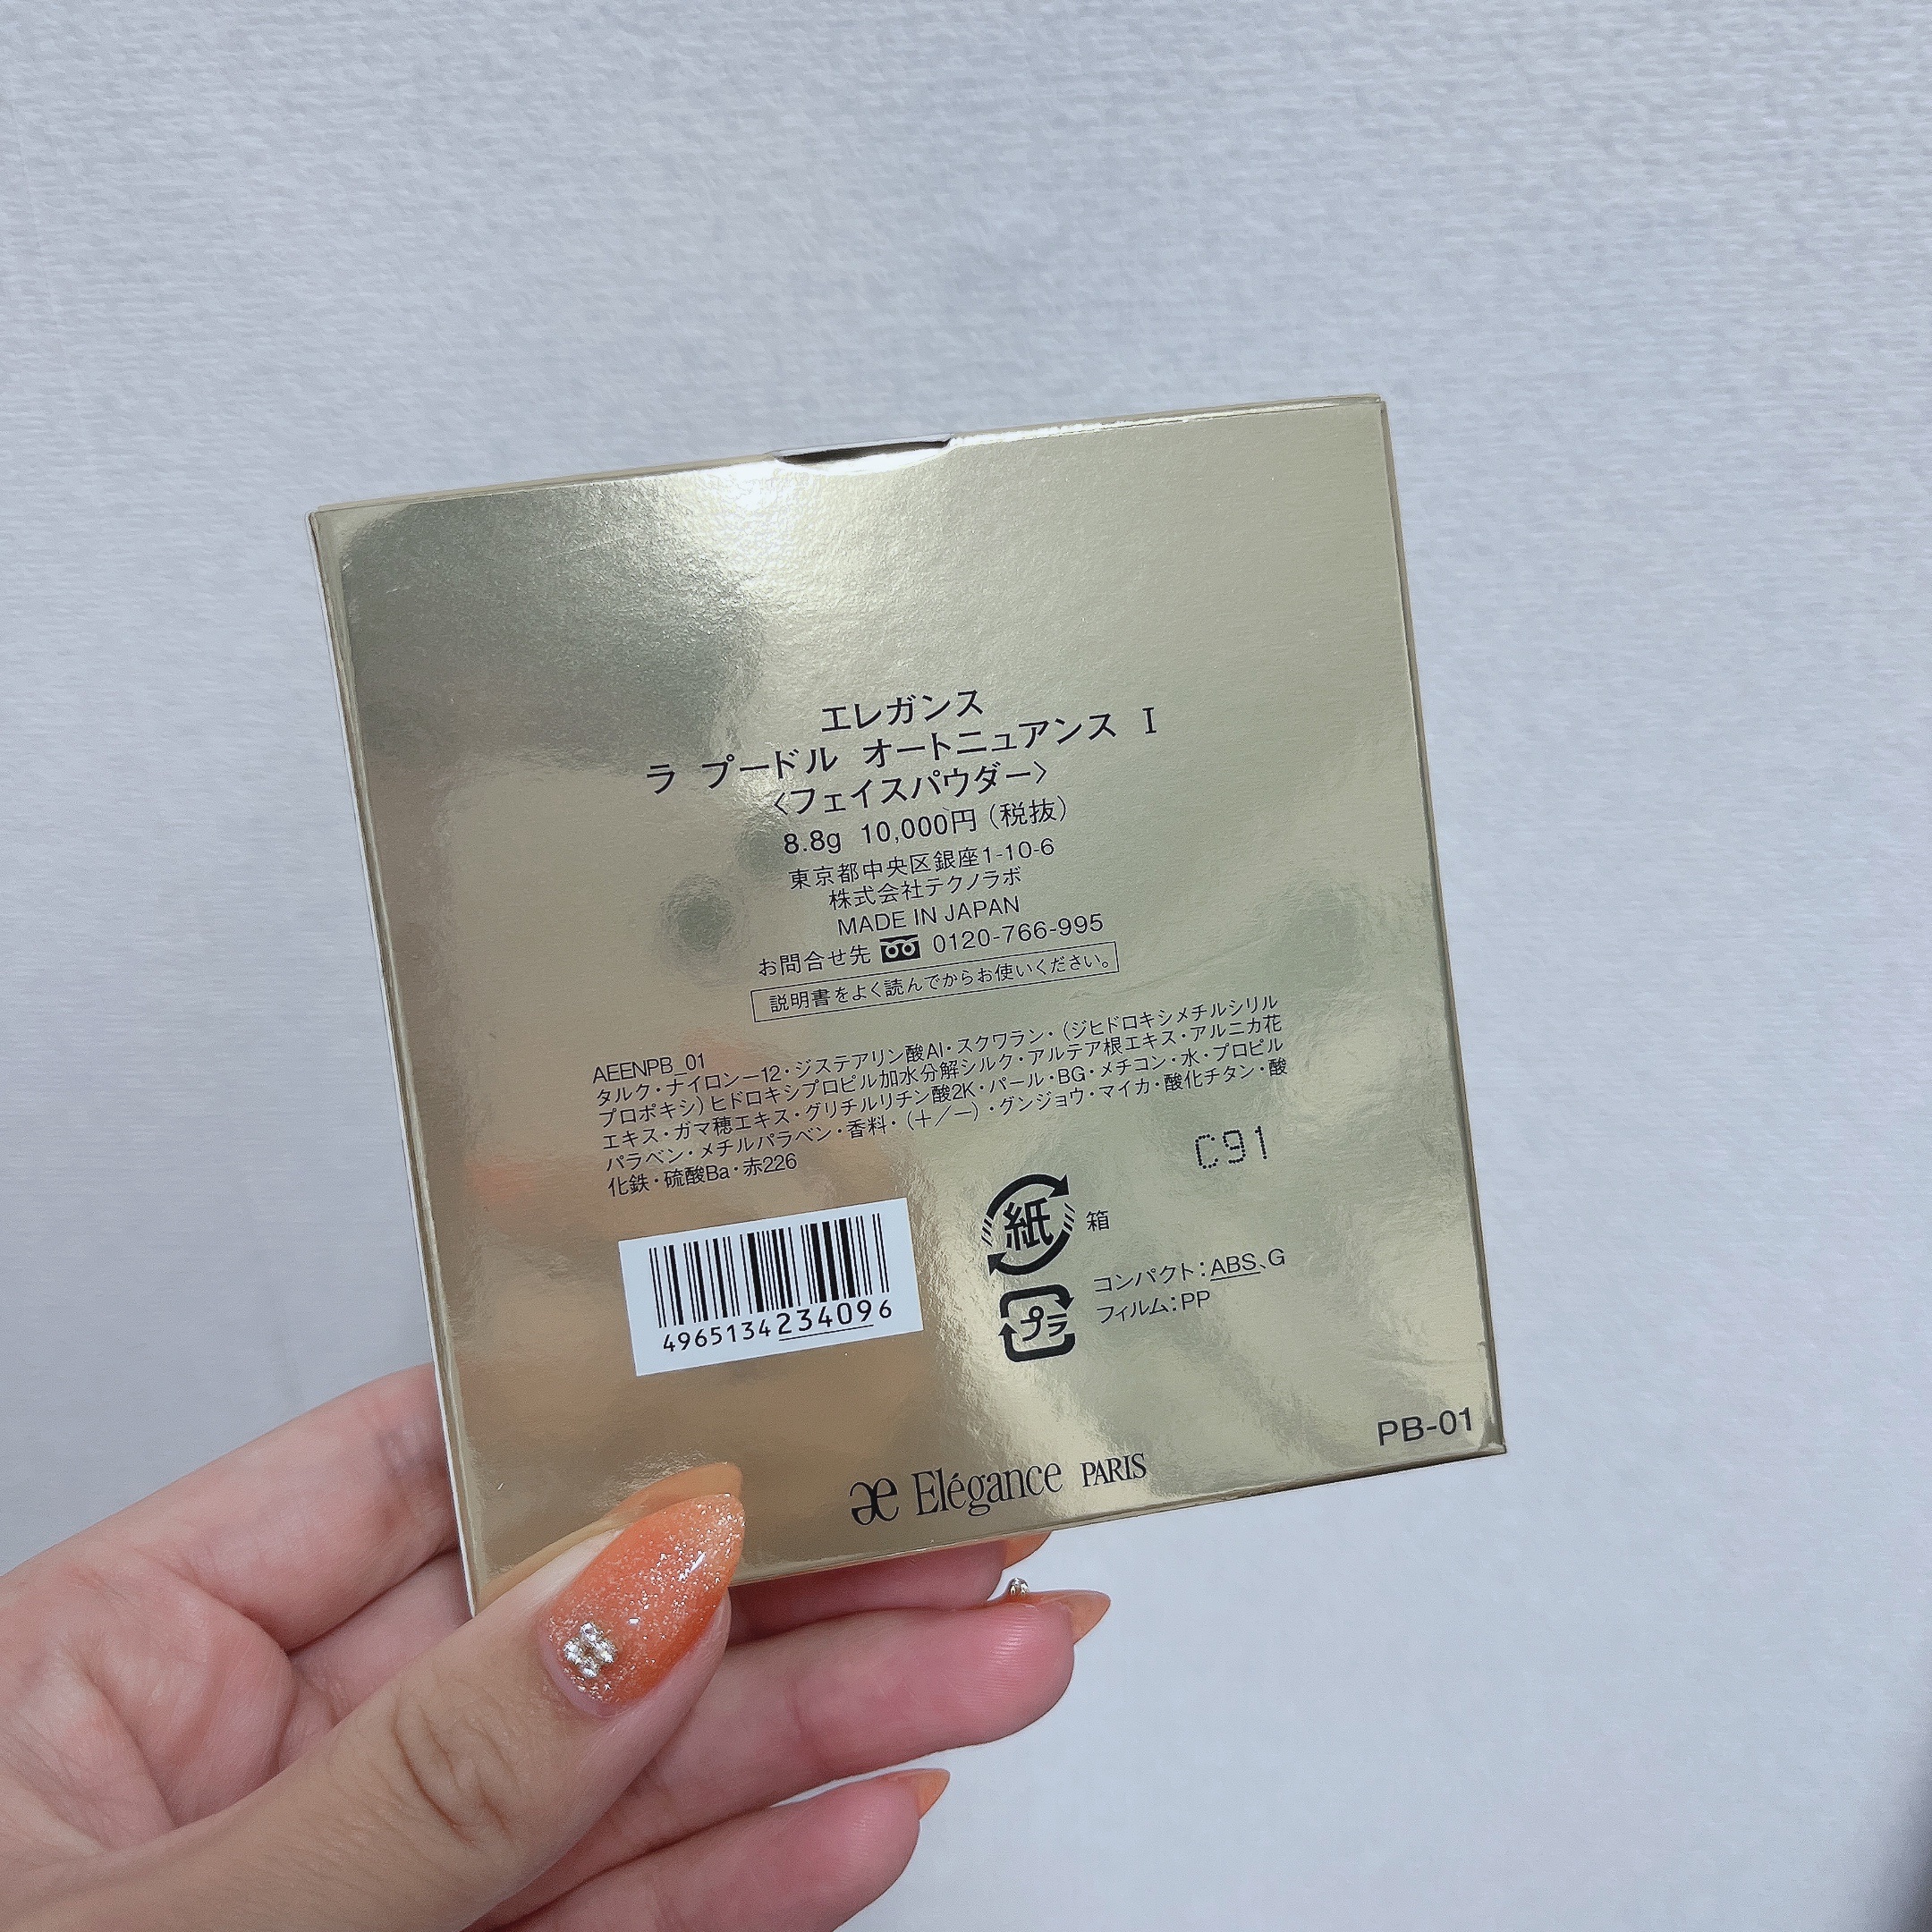 エレガンス
ラ プードル オートニュアンス I
〈フェイスパウダー〉
8.8g 10,000円（税抜）
東京都中央区銀座1-10-6
株式会社テクノラボ
MADE IN JAPAN
お問合せ先 0120-766-995
説明書をよく読んでからお使いください。
AEENPB_01
タルク・ナイロン－12・ジステアリン酸Al・スクワラン・（ジヒドロキシメチルシリル
プロポキシ）ヒドロキシプロピル加水分解シルク・アルテア根エキス・アルニカ花
エキス・ガマ穂エキス・グリチルリチン酸2K・パール・BG・メチコン・水・プロピル
パラベン・メチルパラベン・香料・（＋／－）・グンジョウ・マイカ・酸化チタン・酸
化鉄・硫酸Ba・赤226
C91
4965134234096
紙 箱
プラ
コンパクト：ABS、G
フィルム：PP
PB-01
æ Elégance PARIS